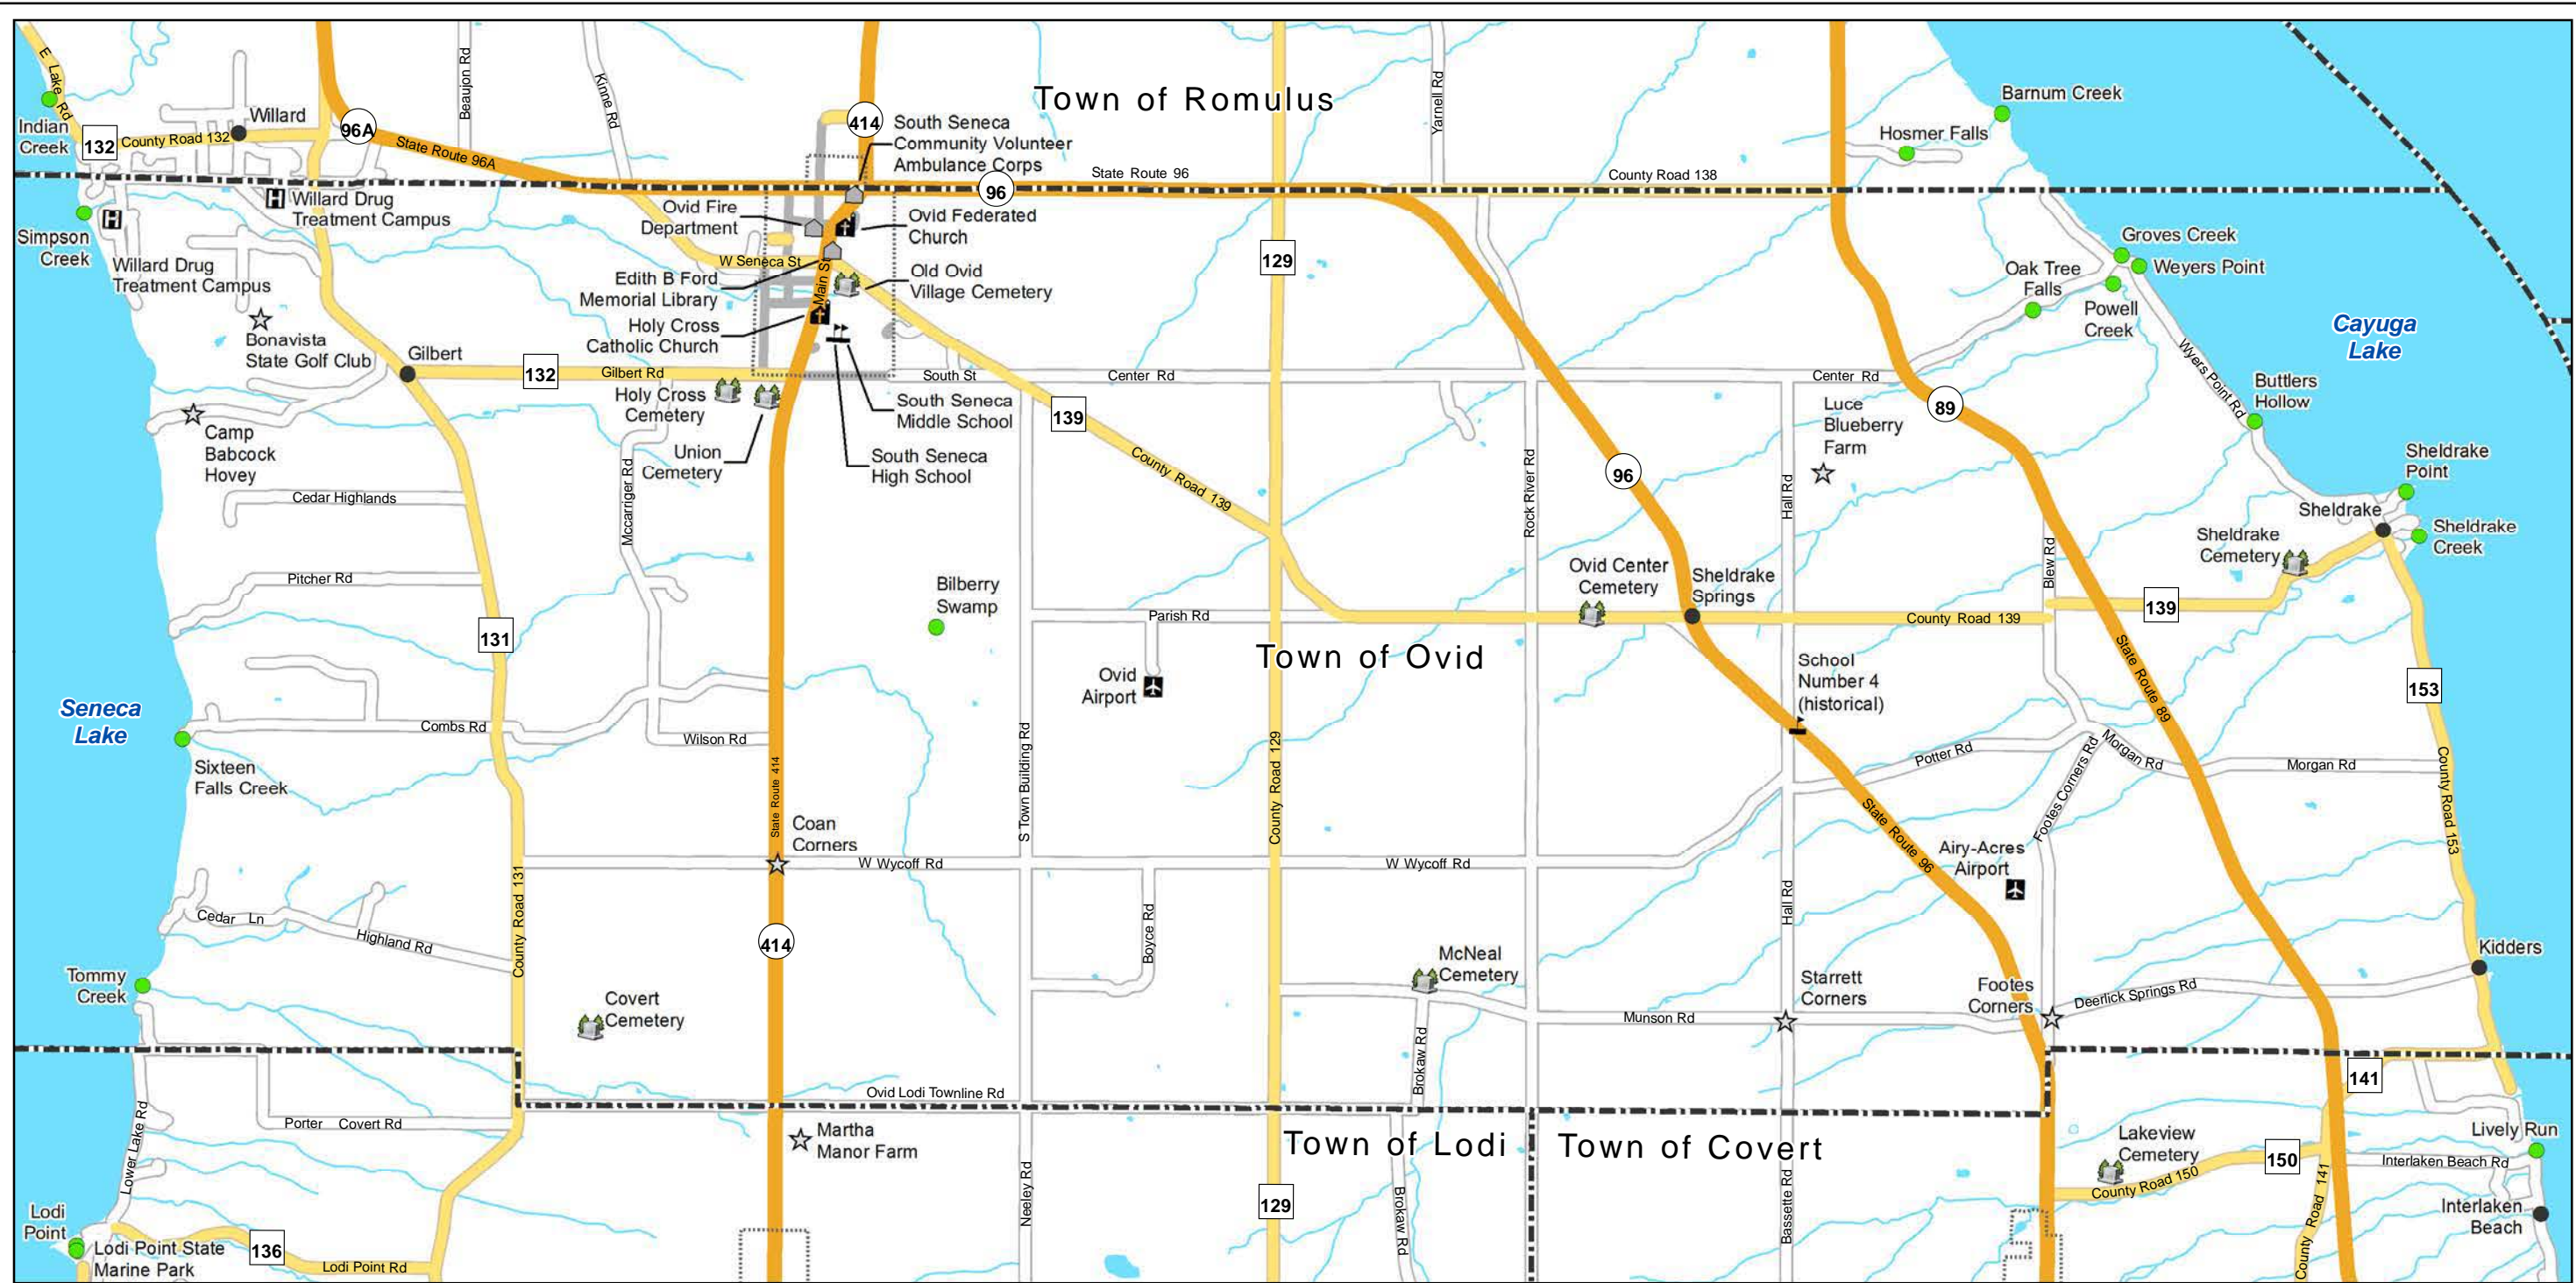 E Lake Rd
Indian
Creek
132
County Road 132
Willard
96A
State Route 96A
Beaujon Rd
Kinne Rd
414
South Seneca
Community Volunteer
Ambulance Corps
Town of Romulus
96
State Route 96
Yarnell Rd
County Road 138
Hosmer Falls
Barnum Creek
Simpson
Creek
Willard Drug
Treatment Campus
Willard Drug
Treatment Campus
Bonavista
State Golf Club
Ovid Fire
Department
Ovid Federated
Church
W Seneca St
Main St
Edith B Ford
Memorial Library
Old Ovid
Village Cemetery
Holy Cross
Catholic Church
129
Groves Creek
Weyers Point
Oak Tree
Falls
Powell
Creek
Cayuga
Lake
Wyers Point Rd
Gilbert
132
Gilbert Rd
Holy Cross
Cemetery
Union
Cemetery
South Seneca
Middle School
South Seneca
High School
South St
Center Rd
139
County Road 139
Center Rd
Luce
Blueberry
Farm
89
Buttlers
Hollow
Sheldrake
Point
Sheldrake
Sheldrake
Creek
Sheldrake
Cemetery
Camp
Babcock
Hovey
Cedar Highlands
Mccarriger Rd
Rock River Rd
96
Hall Rd
Blew Rd
Pitcher Rd
131
Bilberry
Swamp
Parish Rd
Ovid Center
Cemetery
Sheldrake
Springs
County Road 139
139
Town of Ovid
Ovid
Airport
School
Number 4
(historical)
State Route 89
153
Seneca
Lake
Combs Rd
Sixteen
Falls Creek
Wilson Rd
State Route 414
S Town Building Rd
County Road 129
Potter Rd
Footes Corners Rd
Morgan Rd
Morgan Rd
County Road 153
Coan
Corners
W Wycoff Rd
W Wycoff Rd
State Route 96
Airy-Acres
Airport
Cedar Ln
Highland Rd
County Road 131
414
Boyce Rd
Hall Rd
McNeal
Cemetery
Starrett
Corners
Footes
Corners
Deerlick Springs Rd
Kidders
Tommy
Creek
Covert
Cemetery
Munson Rd
Brokaw Rd
Ovid Lodi Townline Rd
141
Lower Lake Rd
Porter Covert Rd
Martha
Manor Farm
Town of Lodi
Town of Covert
Lakeview
Cemetery
150
County Road 150
Lively Run
Interlaken Beach Rd
Neeley Rd
129
Brokaw Rd
Bassette Rd
County Road 141
Interlaken
Beach
Lodi
Point
Lodi Point State
Marine Park
136
Lodi Point Rd